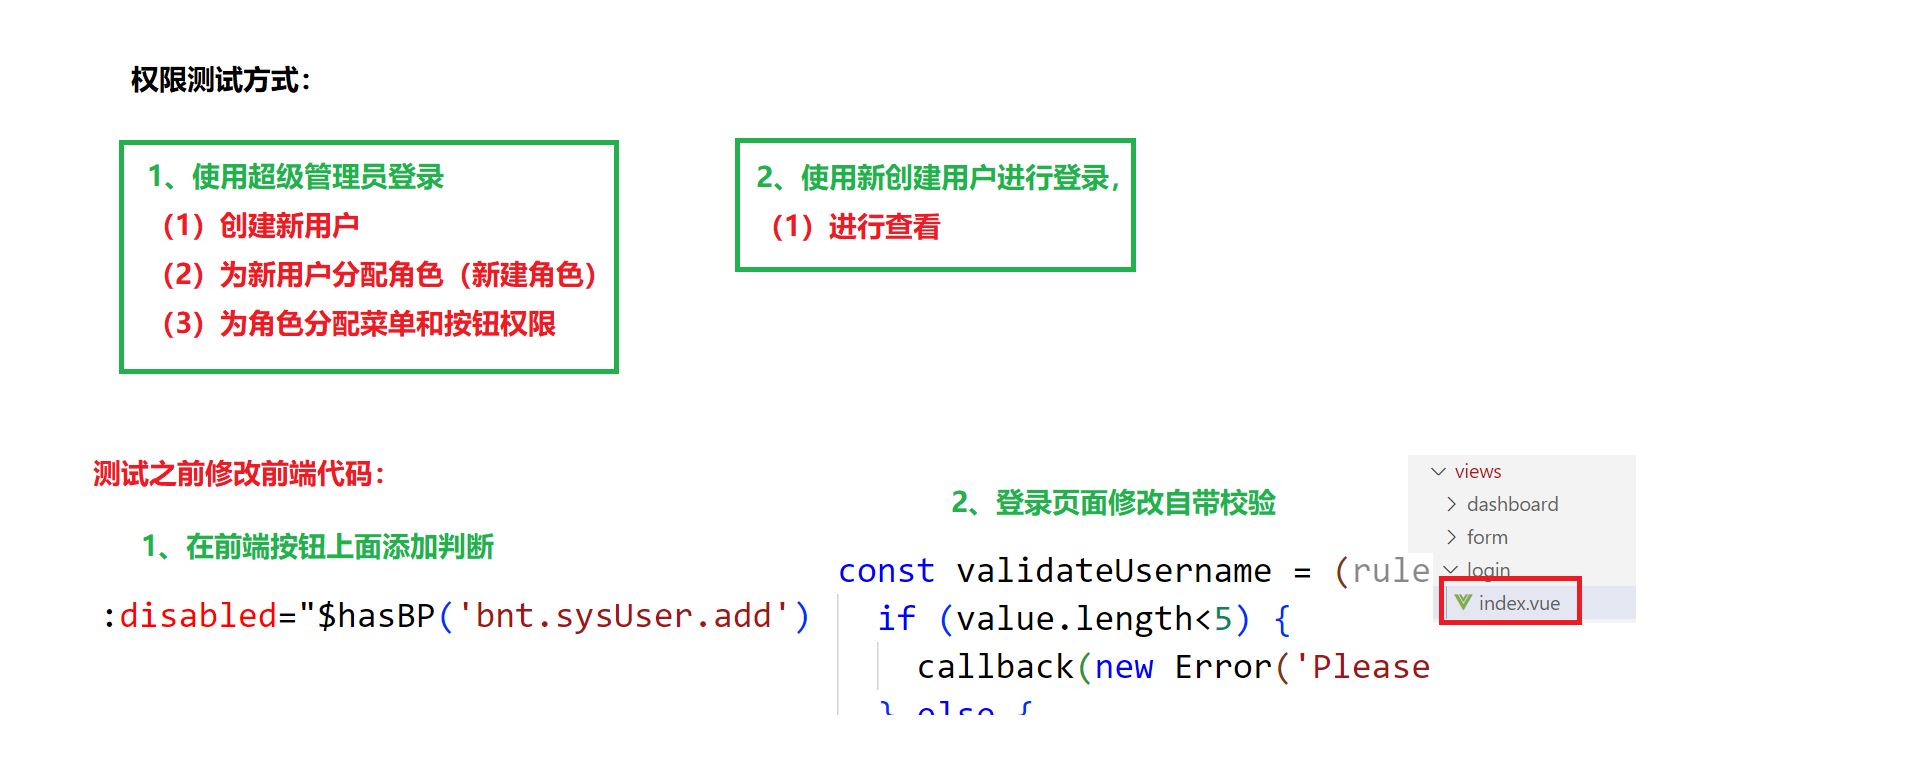 权限测试方式：
1、使用超级管理员登录
（1）创建新用户
（2）为新用户分配角色（新建角色）
（3）为角色分配菜单和按钮权限
2、使用新创建用户进行登录，
（1）进行查看
测试之前修改前端代码：
1、在前端按钮上面添加判断
:disabled="$hasBP('bnt.sysUser.add')
2、登录页面修改自带校验
const validateUsername = (rule
if (value.length<5) {
callback(new Error('Please
} else {
views
dashboard
form
login
index.vue